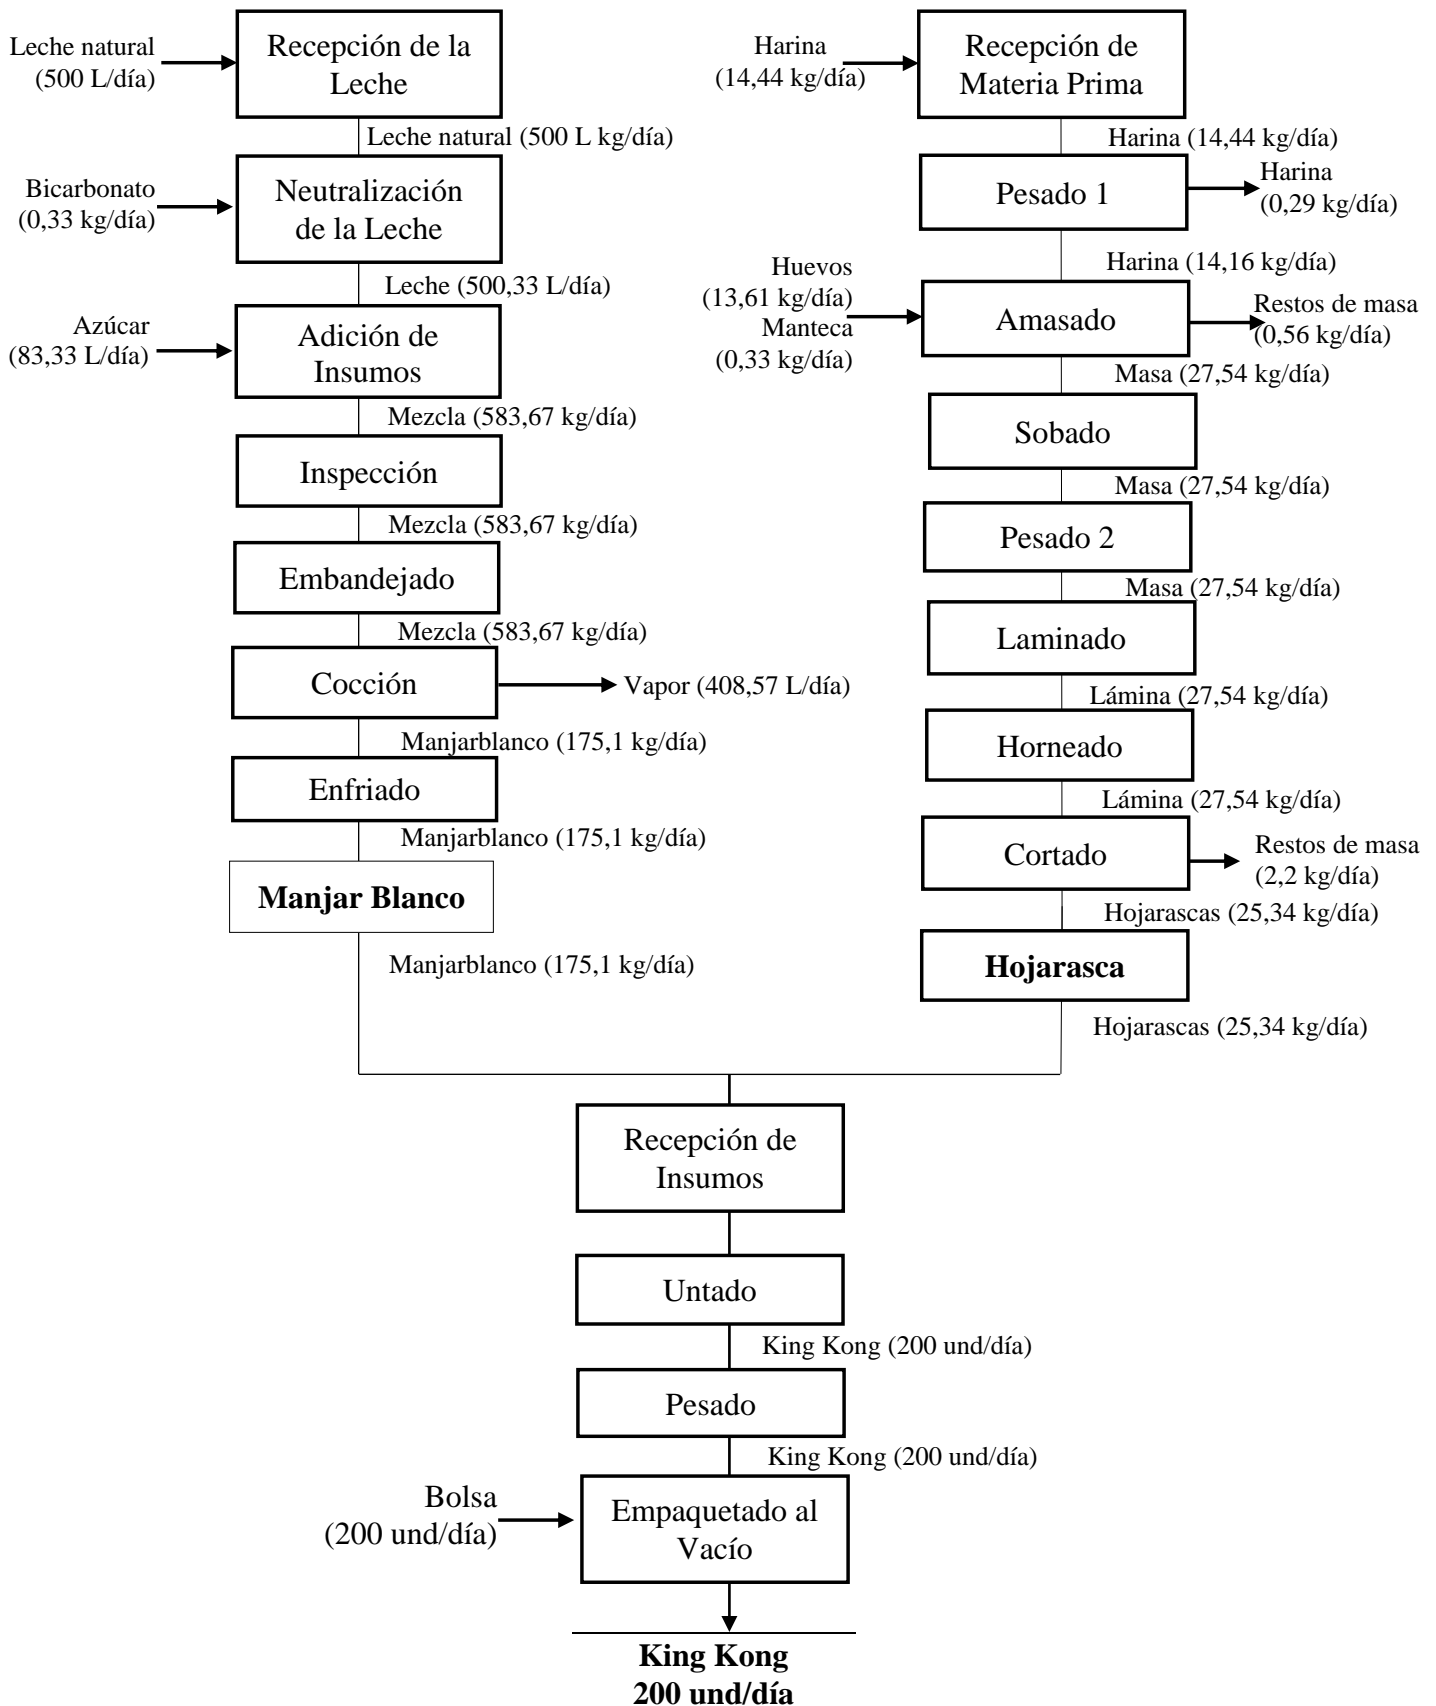 Leche natural
(500 L/día)
Recepción de la
Leche
Leche natural (500 L kg/día)
Bicarbonato
(0,33 kg/día)
Neutralización
de la Leche
Leche (500,33 L/día)
Azúcar
(83,33 L/día)
Adición de
Insumos
Mezcla (583,67 kg/día)
Inspección
Mezcla (583,67 kg/día)
Embandejado
Mezcla (583,67 kg/día)
Cocción
Vapor (408,57 L/día)
Manjarblanco (175,1 kg/día)
Enfriado
Manjarblanco (175,1 kg/día)
Manjar Blanco
Manjarblanco (175,1 kg/día)
Harina
(14,44 kg/día)
Recepción de
Materia Prima
Harina (14,44 kg/día)
Pesado 1
Harina
(0,29 kg/día)
Harina (14,16 kg/día)
Huevos
(13,61 kg/día)
Manteca
(0,33 kg/día)
Amasado
Restos de masa
(0,56 kg/día)
Masa (27,54 kg/día)
Sobado
Masa (27,54 kg/día)
Pesado 2
Masa (27,54 kg/día)
Laminado
Lámina (27,54 kg/día)
Horneado
Lámina (27,54 kg/día)
Cortado
Restos de masa
(2,2 kg/día)
Hojarascas (25,34 kg/día)
Hojarasca
Hojarascas (25,34 kg/día)
Recepción de
Insumos
Untado
King Kong (200 und/día)
Pesado
King Kong (200 und/día)
Bolsa
(200 und/día)
Empaquetado al
Vacío
King Kong
200 und/día